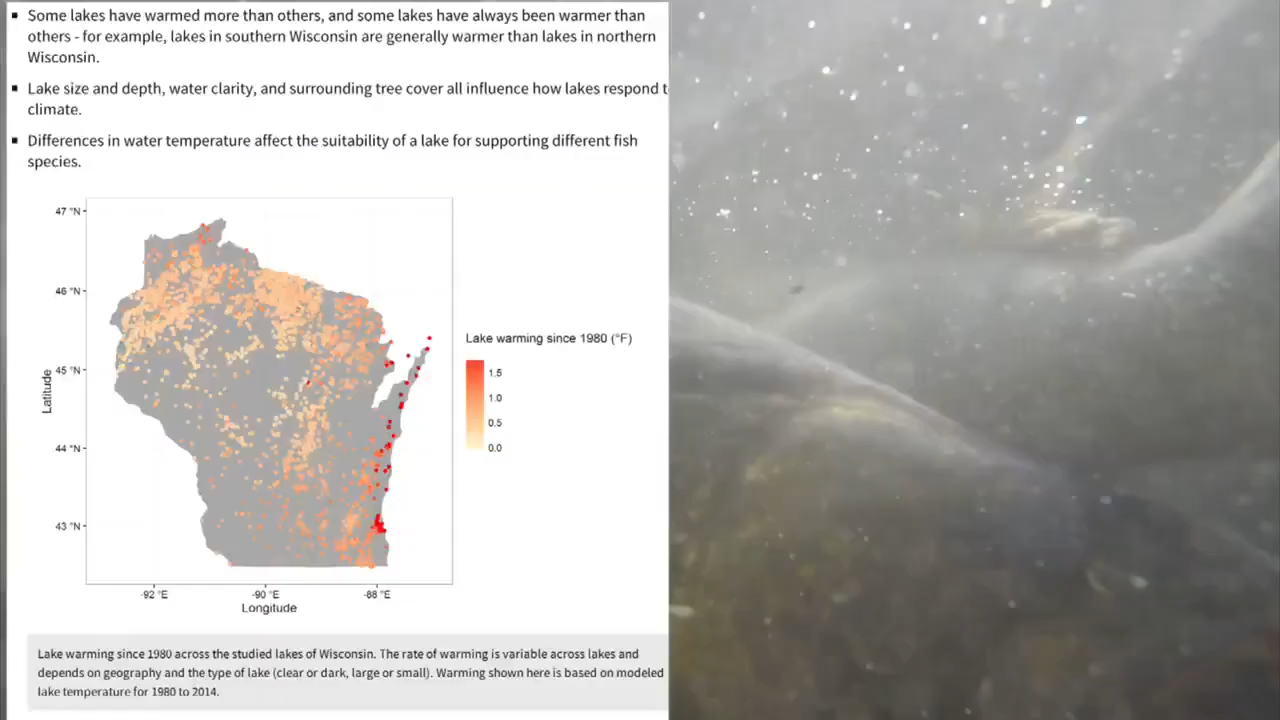 Some lakes have warmed more than others, and some lakes have always been warmer than
others - for example, lakes in southern Wisconsin are generally warmer than lakes in northern
Wisconsin.
Lake size and depth, water clarity, and surrounding tree cover all influence how lakes respond t
climate.
Differences in water temperature affect the suitability of a lake for supporting different fish
species.
47 °N
46 °N
45 °N
44 °N
43 °N
Latitude
-92 °E
-90 °E
-88 °E
Longitude
Lake warming since 1980 (°F)
1.5
1.0
0.5
0.0
Lake warming since 1980 across the studied lakes of Wisconsin. The rate of warming is variable across lakes and
depends on geography and the type of lake (clear or dark, large or small). Warming shown here is based on modeled
lake temperature for 1980 to 2014.